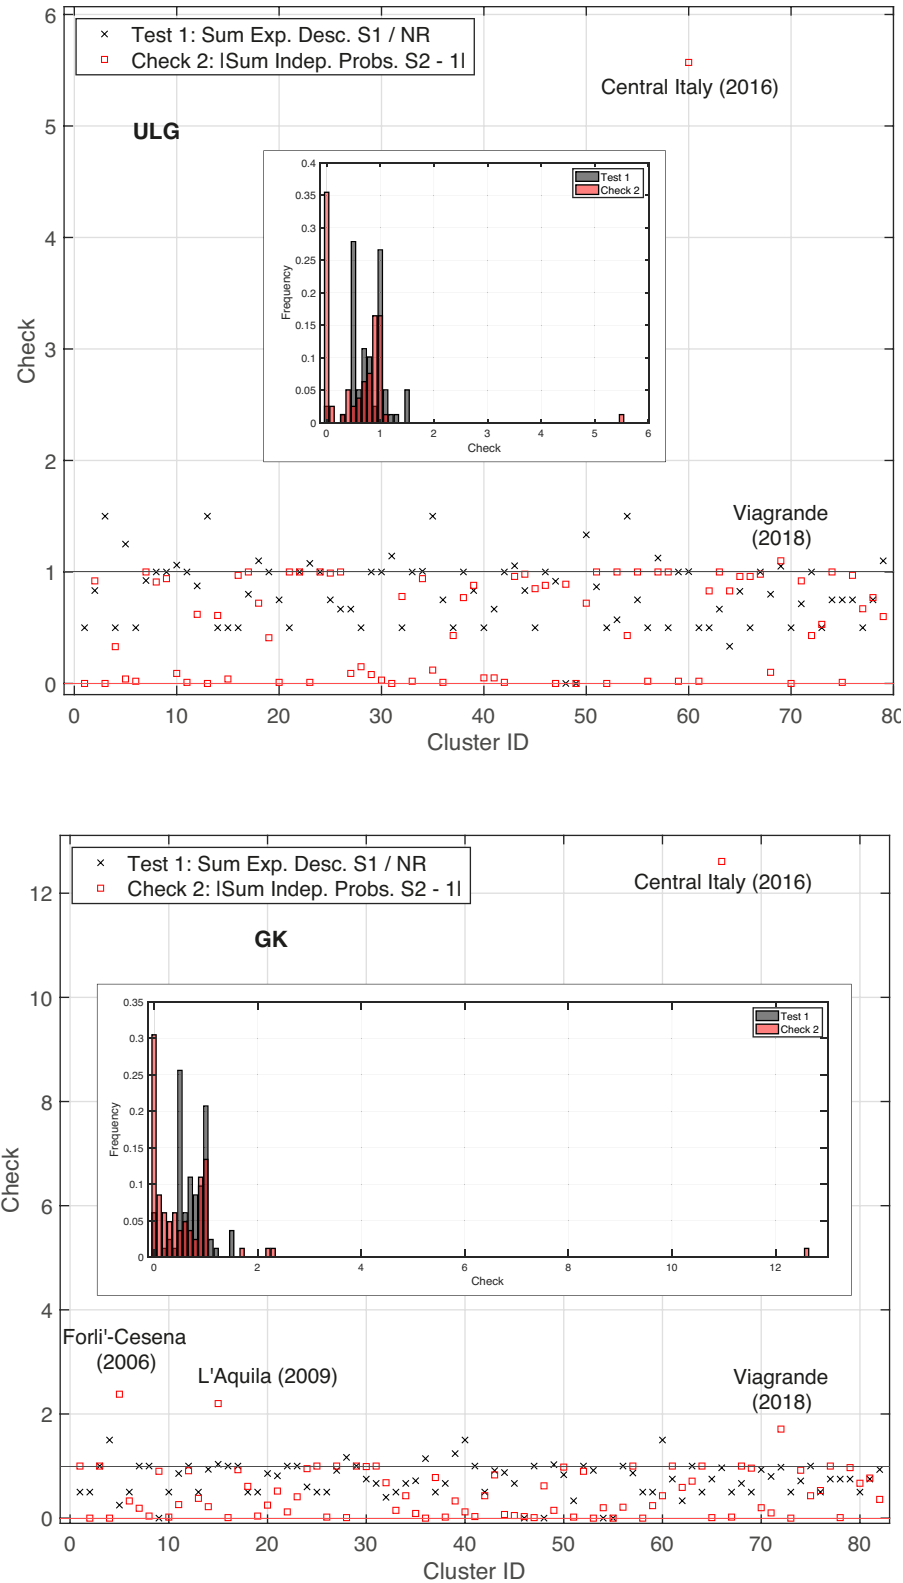 Test 1: Sum Exp. Desc. S1 / NR
Check 2: |Sum Indep. Probs. S2 - 1|
Central Italy (2016)
ULG
Test 1
Check 2
Frequency
0.4
0.35
0.3
0.25
0.2
0.15
0.1
0.05
0
0 1 2 3 4 5 6
Check
Viagrande
(2018)
Check
6
5
4
3
2
1
0
0 10 20 30 40 50 60 70 80
Cluster ID
Test 1: Sum Exp. Desc. S1 / NR
Check 2: |Sum Indep. Probs. S2 - 1|
Central Italy (2016)
GK
Test 1
Check 2
Frequency
0.35
0.3
0.25
0.2
0.15
0.1
0.05
0
0 2 4 6 8 10 12
Check
Forli'-Cesena
(2006)
L'Aquila (2009)
Viagrande
(2018)
Check
12
10
8
6
4
2
0
0 10 20 30 40 50 60 70 80
Cluster ID